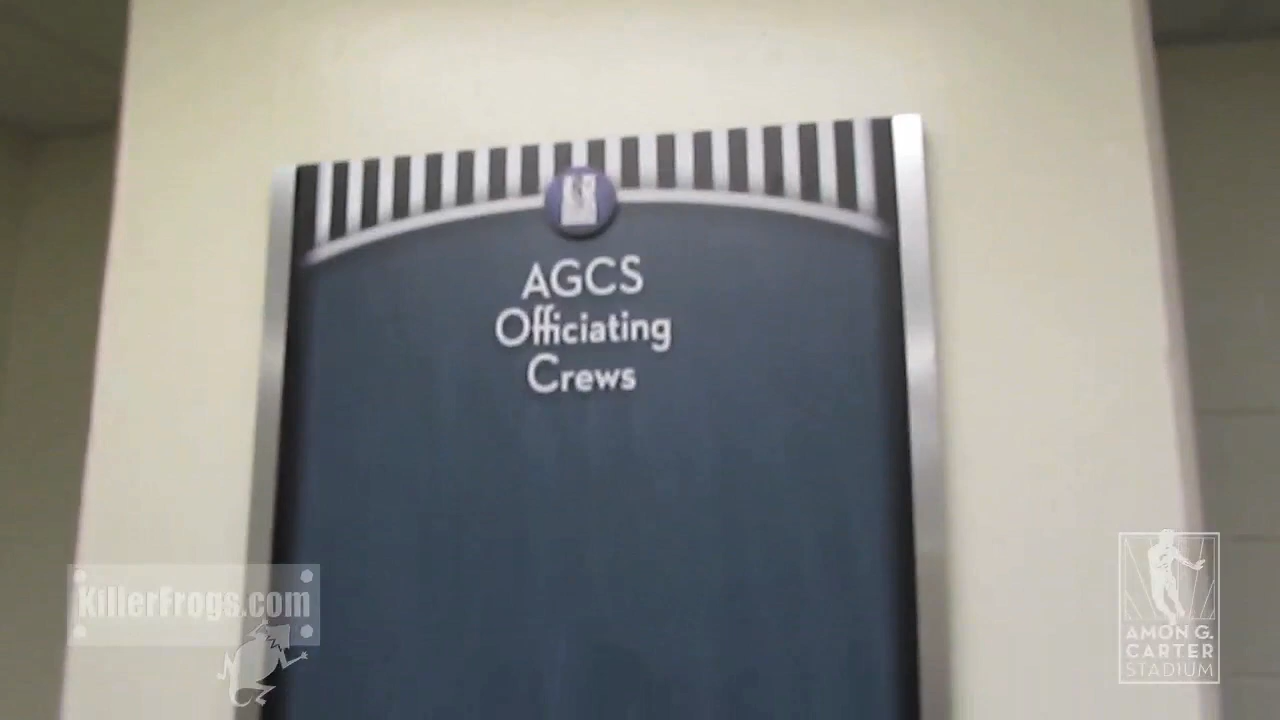 AGCS
Officiating
Crews
KillerFrogs.com
AMON G.
CARTER
STADIUM